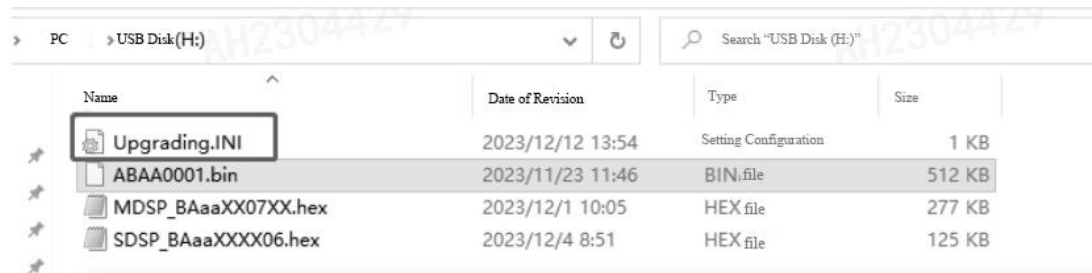 PC > USB Disk (H:) Search “USB Disk (H:)”
Name Date of Revision Type Size
Upgrading.INI 2023/12/12 13:54 Setting Configuration 1 KB
ABAA0001.bin 2023/11/23 11:46 BIN file 512 KB
MDSP_BAaaXX07XX.hex 2023/12/1 10:05 HEX file 277 KB
SDSP_BAaaXXXX06.hex 2023/12/4 8:51 HEX file 125 KB
AH2304429
AH2304429